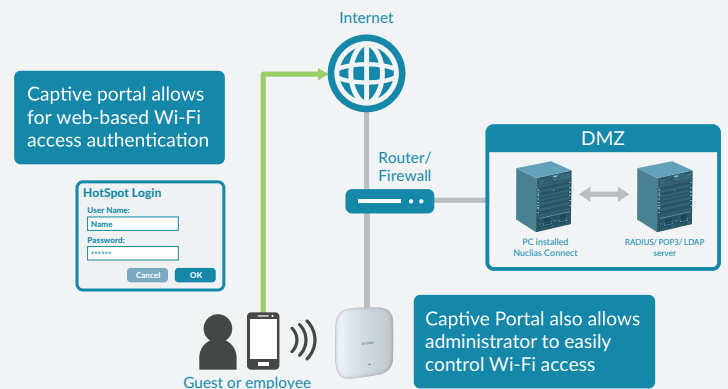 Internet
Captive portal allows
for web-based Wi-Fi
access authentication
HotSpot Login
User Name:
Name
Password:
******
Cancel
OK
Router/
Firewall
DMZ
PC installed
Nuclias Connect
RADIUS/ POP3/ LDAP
server
Captive Portal also allows
administrator to easily
control Wi-Fi access
Guest or employee